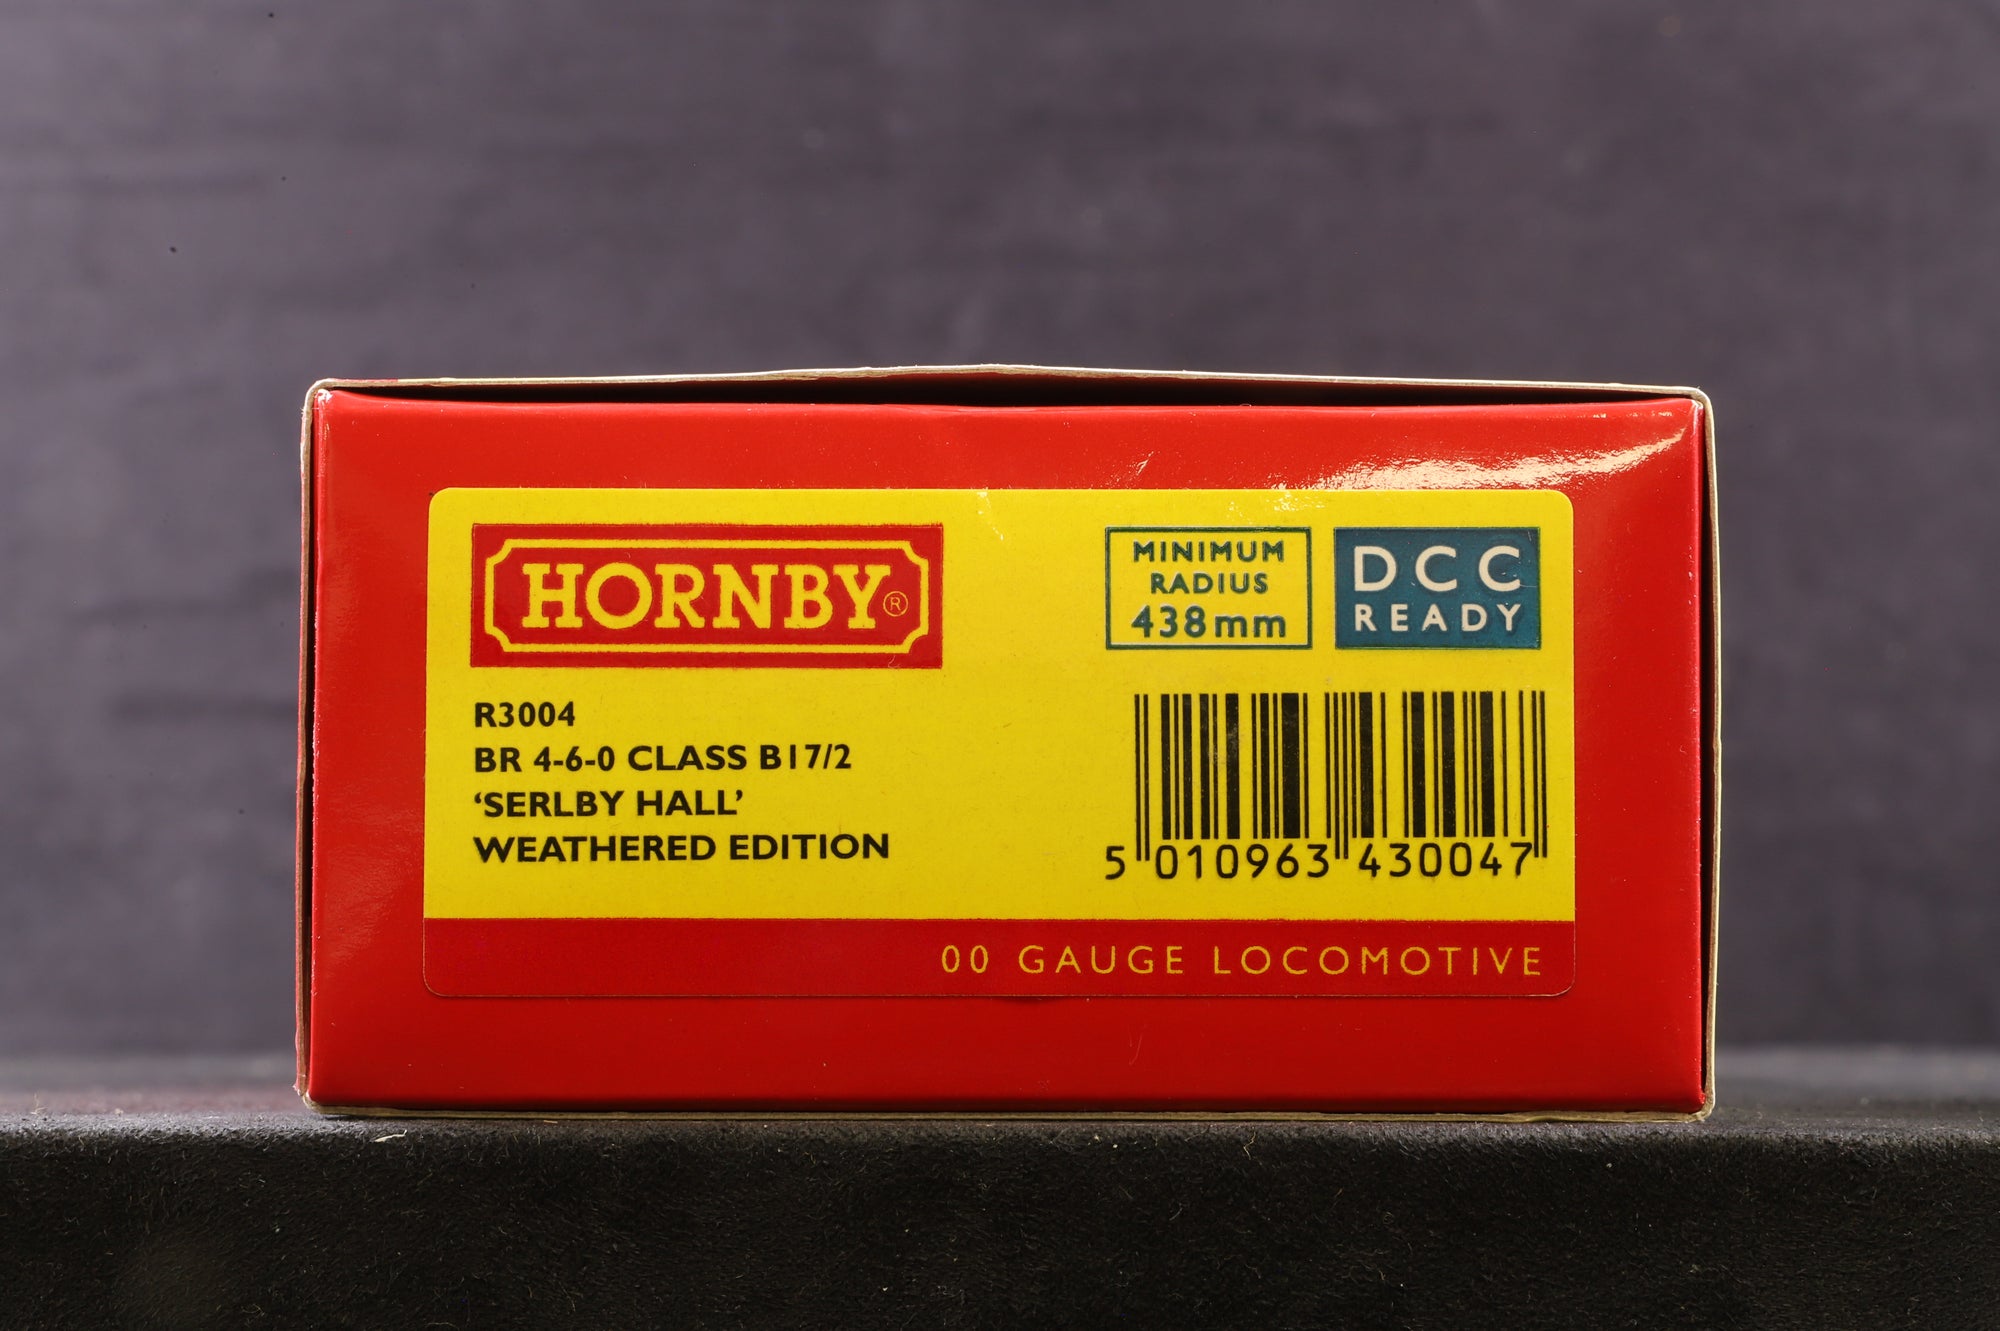 HORNBY®
MINIMUM
RADIUS
438mm
DCC
READY
R3004
BR 4-6-0 CLASS B17/2
‘SERLBY HALL’
WEATHERED EDITION
5 010963 430047
00 GAUGE LOCOMOTIVE